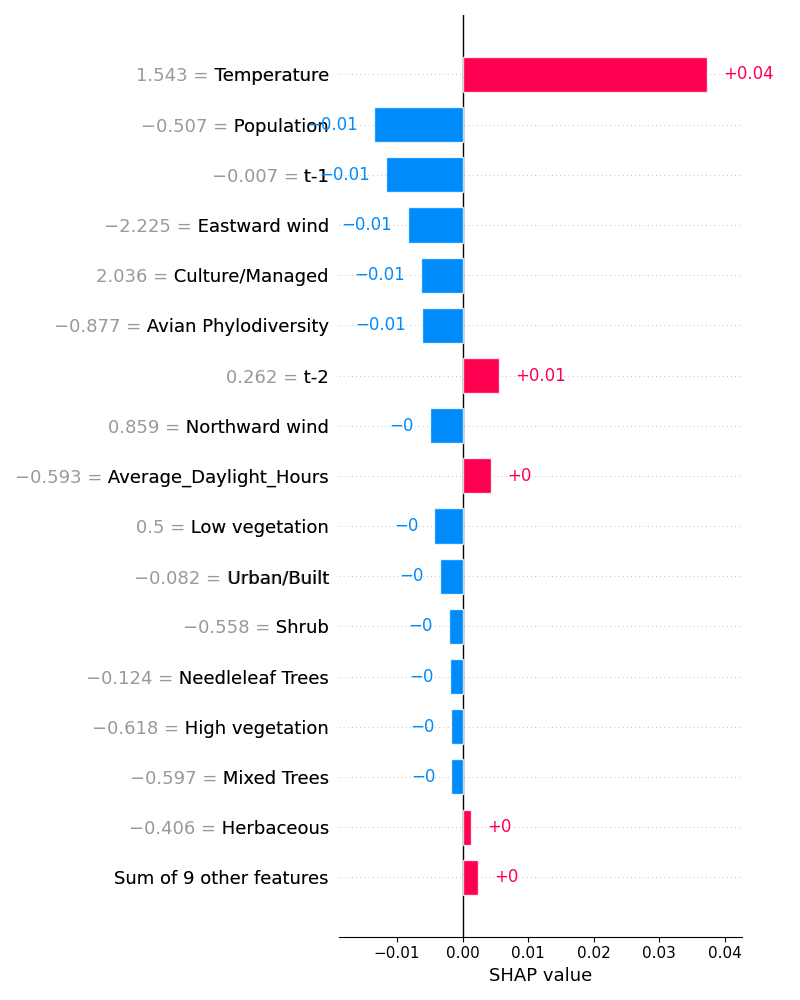 1.543 = Temperature +0.04
−0.507 = Population −0.01
−0.007 = t-1 −0.01
−2.225 = Eastward wind −0.01
2.036 = Culture/Managed −0.01
−0.877 = Avian Phylodiversity −0.01
0.262 = t-2 +0.01
0.859 = Northward wind −0
−0.593 = Average_Daylight_Hours +0
0.5 = Low vegetation −0
−0.082 = Urban/Built −0
−0.558 = Shrub −0
−0.124 = Needleleaf Trees −0
−0.618 = High vegetation −0
−0.597 = Mixed Trees −0
−0.406 = Herbaceous +0
Sum of 9 other features +0
−0.01 0.00 0.01 0.02 0.03 0.04
SHAP value